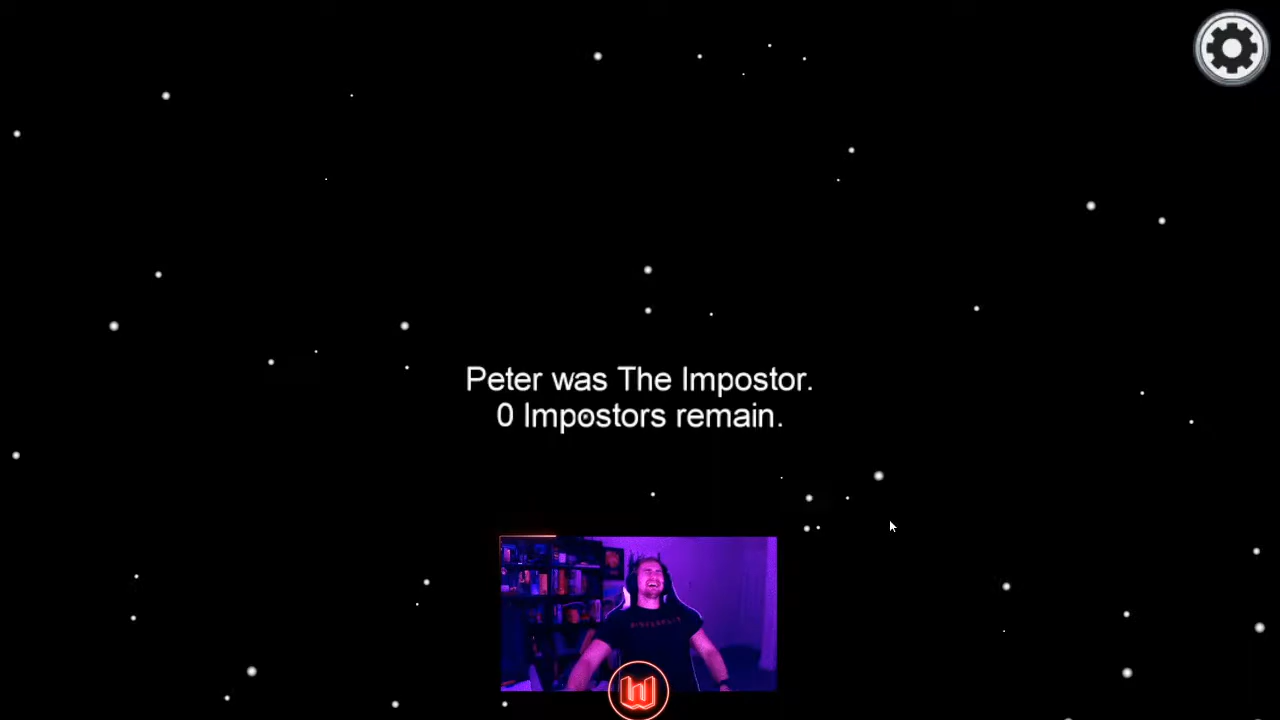 Peter was The Impostor.
0 Impostors remain.
W